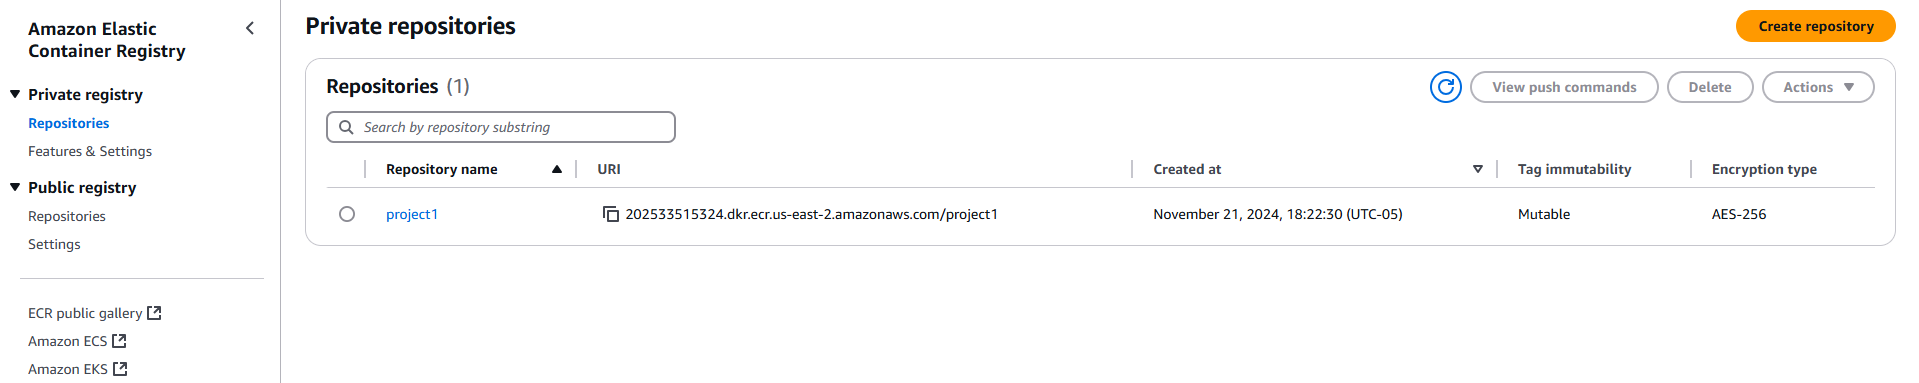 Amazon Elastic
Container Registry
Private registry
Repositories
Features & Settings
Public registry
Repositories
Settings
ECR public gallery
Amazon ECS
Amazon EKS
Private repositories
Create repository
Repositories (1)
View push commands
Delete
Actions
Search by repository substring
Repository name URI Created at Tag immutability Encryption type
project1 202533515324.dkr.ecr.us-east-2.amazonaws.com/project1 November 21, 2024, 18:22:30 (UTC-05) Mutable AES-256